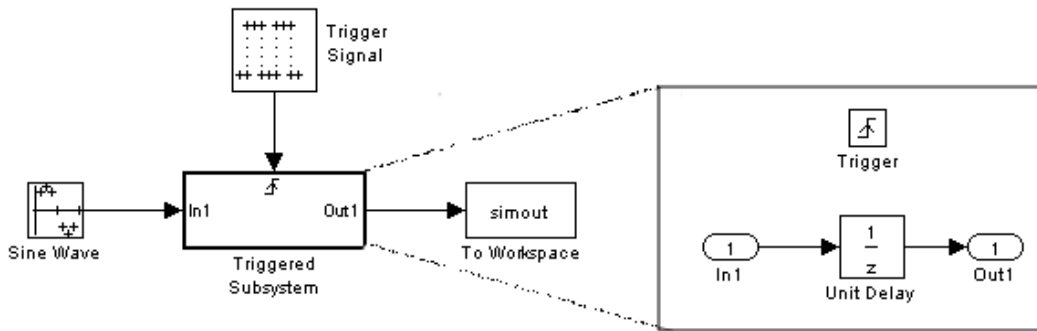 Trigger
Signal
In1
Out1
simout
Sine Wave
Triggered
Subsystem
To Workspace
Trigger
1
1
z
1
In1
Unit Delay
Out1